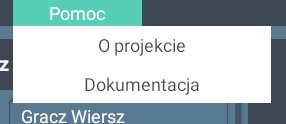 Pomoc
O projekcie
z
Dokumentacja
Gracz Wiersz